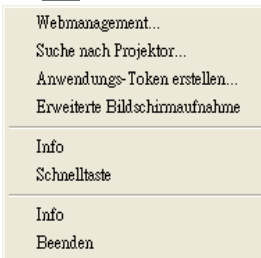 Webmanagement...
Suche nach Projektor...
Anwendungs-Token erstellen...
Erweiterte Bildschirmaufnahme
Info
Schnelltaste
Info
Beenden